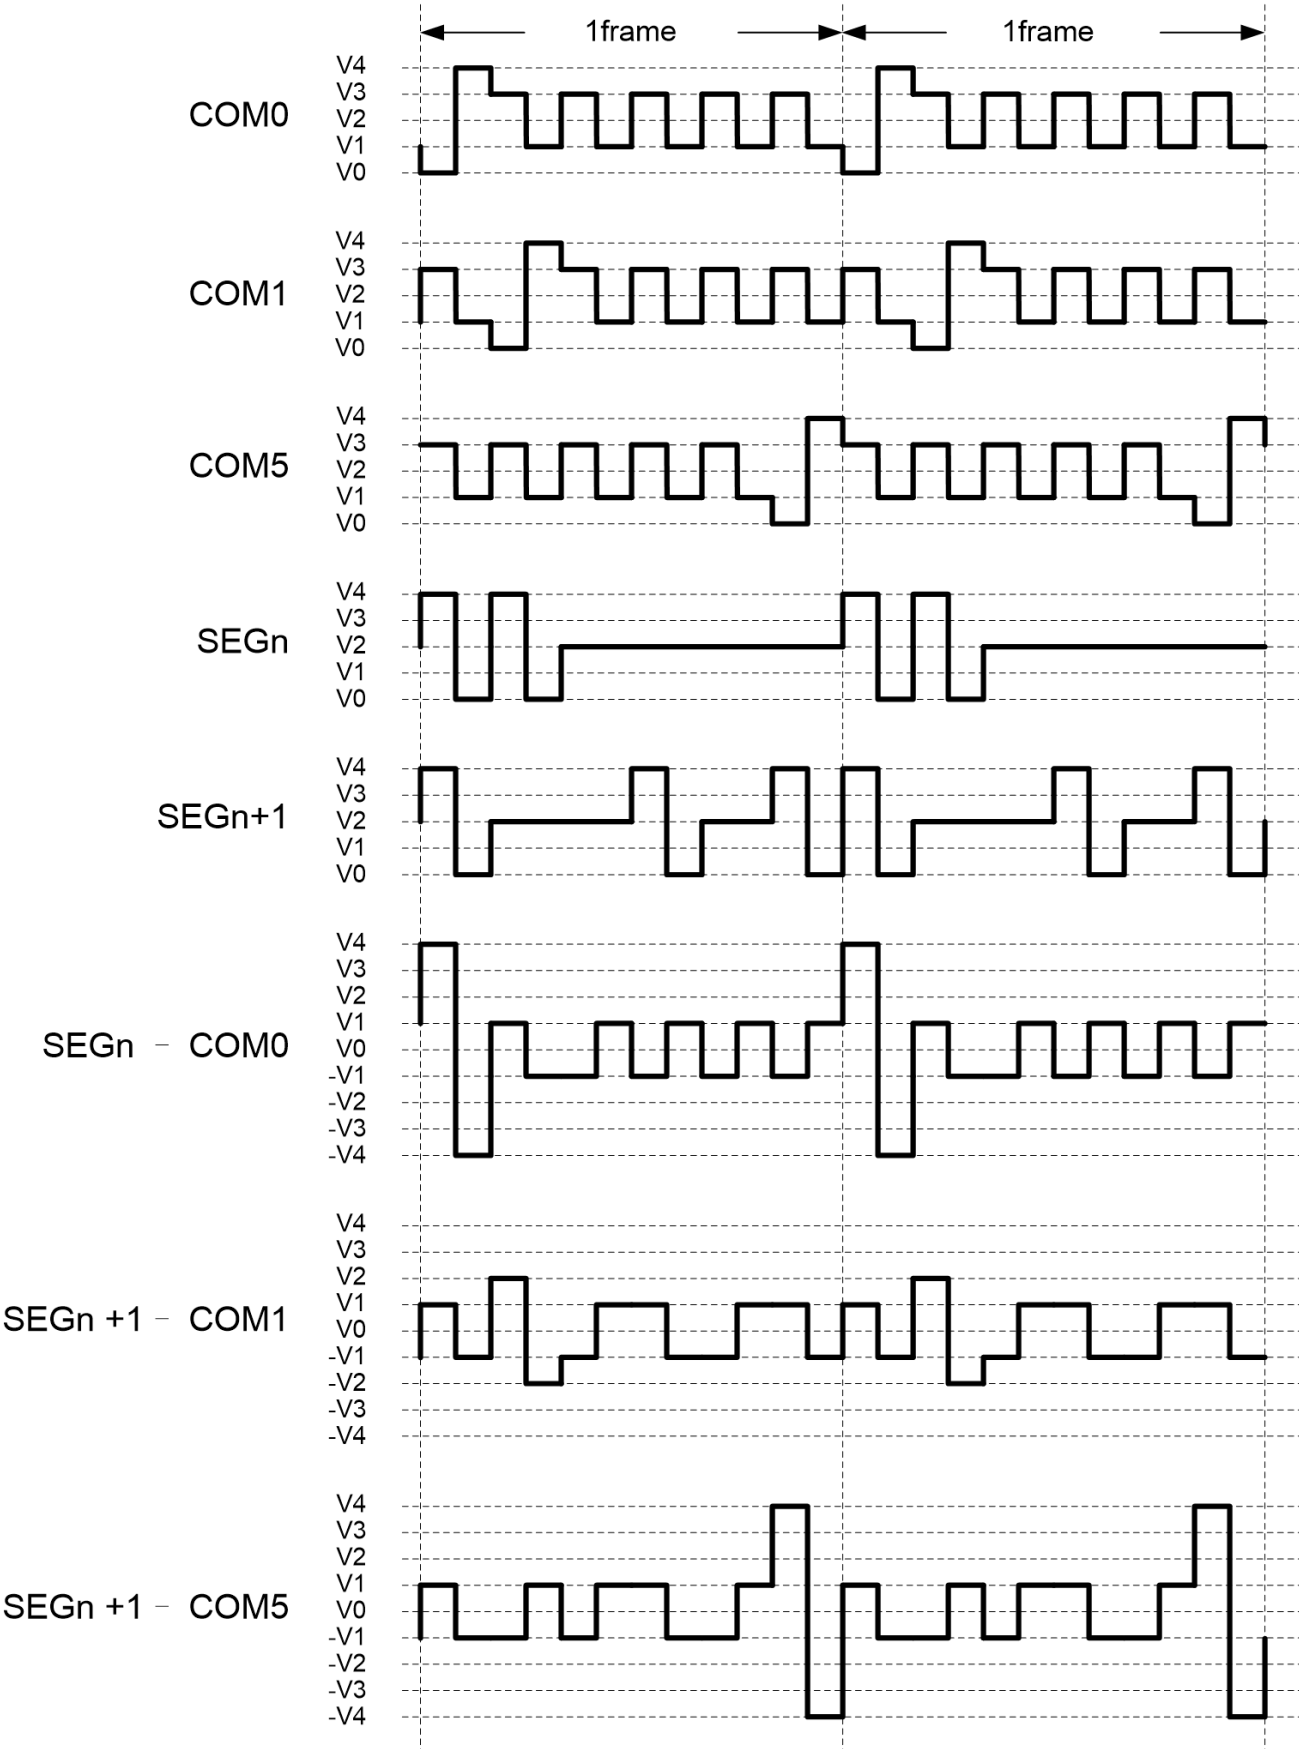 1frame 1frame
V4
V3
COM0 V2
V1
V0
V4
V3
COM1 V2
V1
V0
V4
V3
COM5 V2
V1
V0
V4
V3
SEGn V2
V1
V0
V4
V3
SEGn+1 V2
V1
V0
V4
V3
V2
V1
SEGn - COM0 V0
-V1
-V2
-V3
-V4
V4
V3
V2
V1
SEGn +1 - COM1 V0
-V1
-V2
-V3
-V4
V4
V3
V2
V1
SEGn +1 - COM5 V0
-V1
-V2
-V3
-V4